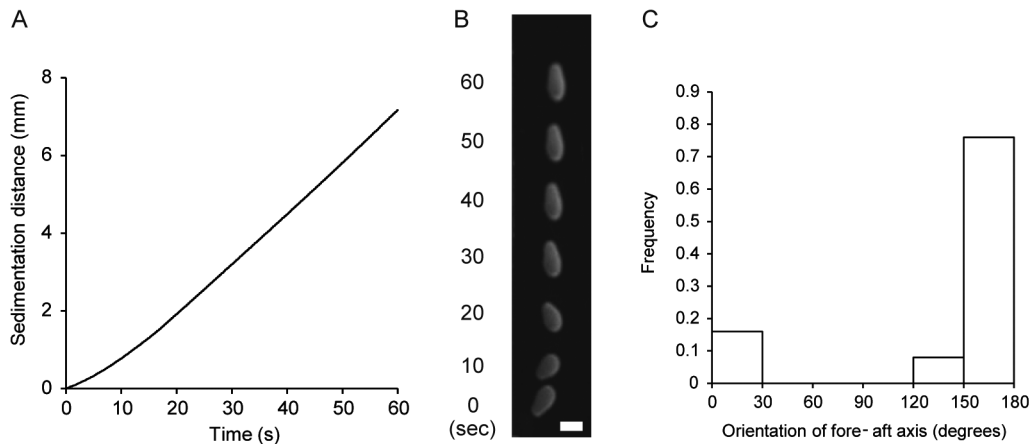 A
Sedimentation distance (mm)
8
6
4
2
0
0 10 20 30 40 50 60
Time (s)
B
60
50
40
30
20
10
0
(sec)
C
Frequency
0.9
0.8
0.7
0.6
0.5
0.4
0.3
0.2
0.1
0
0 30 60 90 120 150 180
Orientation of fore- aft axis (degrees)